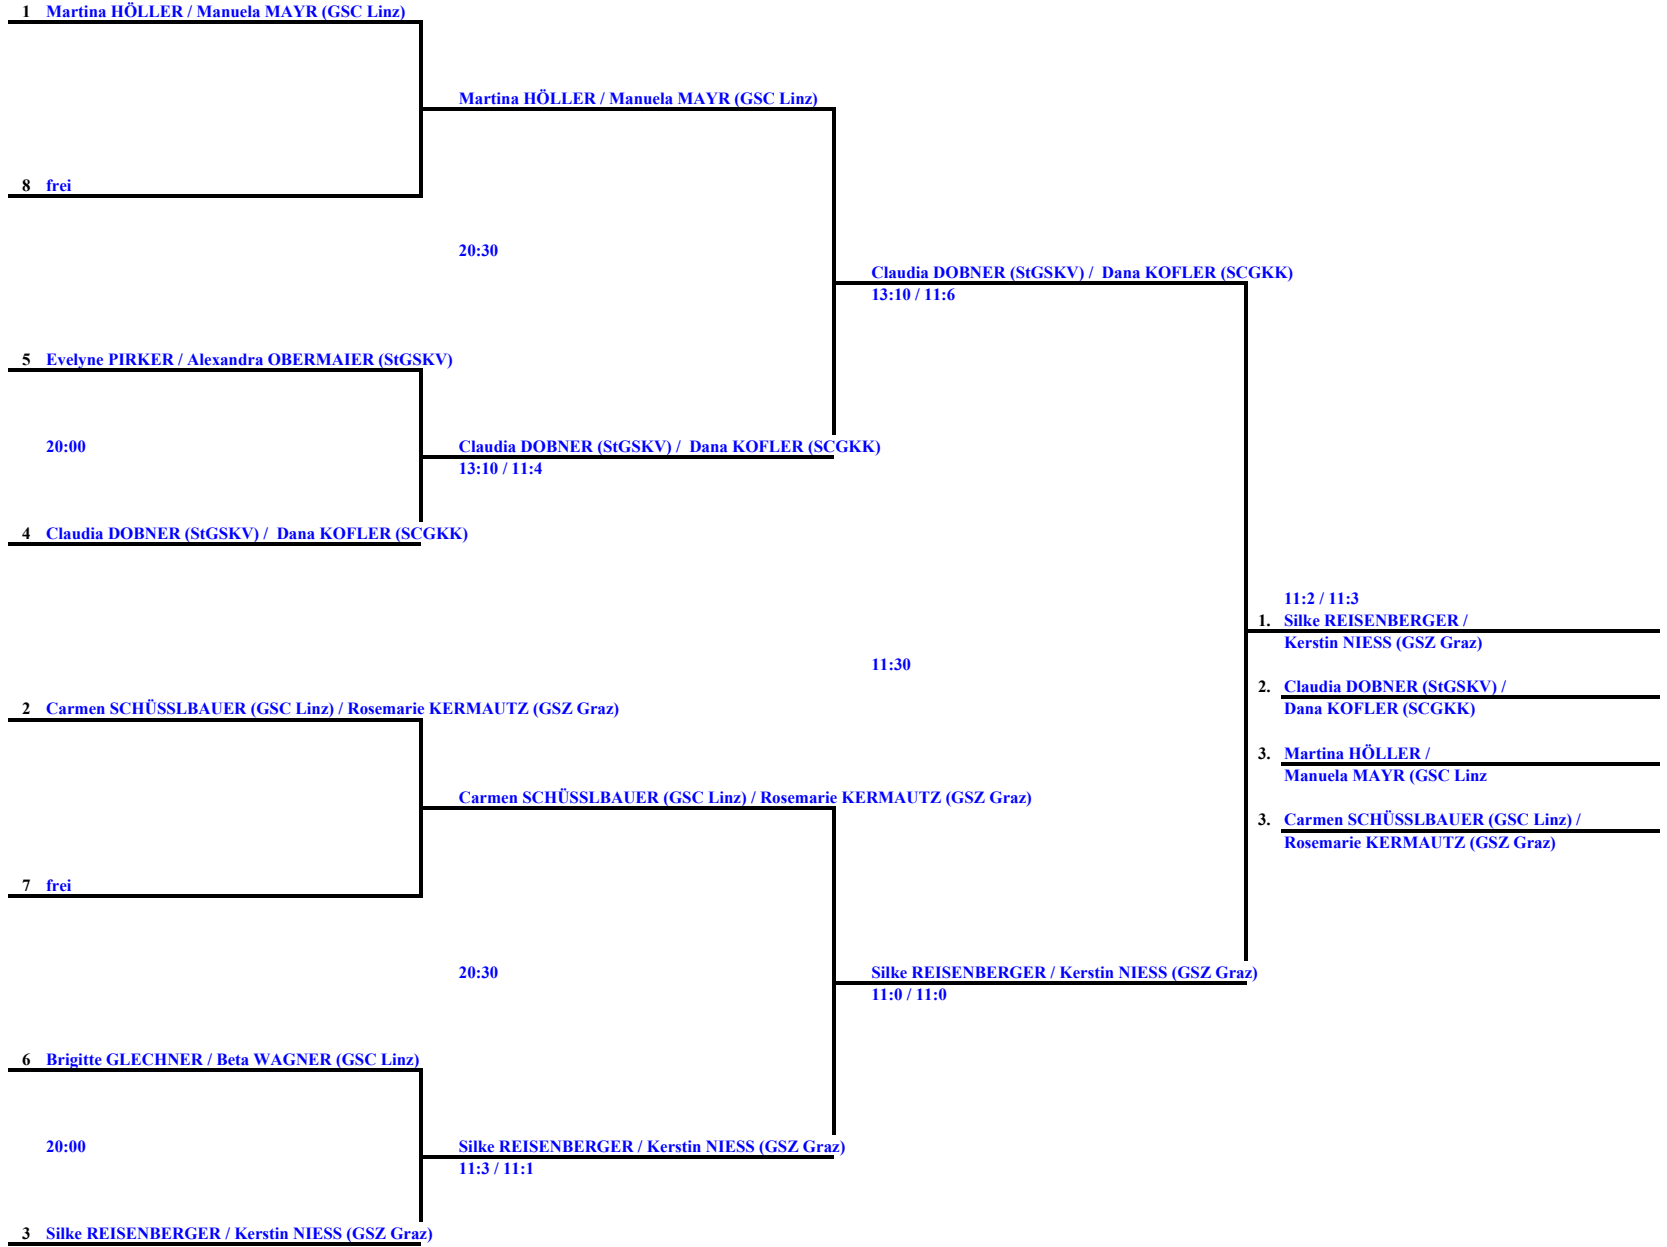 1 Martina HÖLLER / Manuela MAYR (GSC Linz)
Martina HÖLLER / Manuela MAYR (GSC Linz)
8 frei
20:30
Claudia DOBNER (StGSKV) / Dana KOFLER (SCGKK)
13:10 / 11:6
5 Evelyne PIRKER / Alexandra OBERMAIER (StGSKV)
20:00
Claudia DOBNER (StGSKV) / Dana KOFLER (SCGKK)
13:10 / 11:4
4 Claudia DOBNER (StGSKV) / Dana KOFLER (SCGKK)
11:2 / 11:3
1. Silke REISENBERGER /
Kerstin NIESS (GSZ Graz)
11:30
2. Claudia DOBNER (StGSKV) /
Dana KOFLER (SCGKK)
2 Carmen SCHÜSSLBAUER (GSC Linz) / Rosemarie KERMAUTZ (GSZ Graz)
3. Martina HÖLLER /
Manuela MAYR (GSC Linz
Carmen SCHÜSSLBAUER (GSC Linz) / Rosemarie KERMAUTZ (GSZ Graz)
3. Carmen SCHÜSSLBAUER (GSC Linz) /
Rosemarie KERMAUTZ (GSZ Graz)
7 frei
20:30
Silke REISENBERGER / Kerstin NIESS (GSZ Graz)
11:0 / 11:0
6 Brigitte GLECHNER / Beta WAGNER (GSC Linz)
20:00
Silke REISENBERGER / Kerstin NIESS (GSZ Graz)
11:3 / 11:1
3 Silke REISENBERGER / Kerstin NIESS (GSZ Graz)